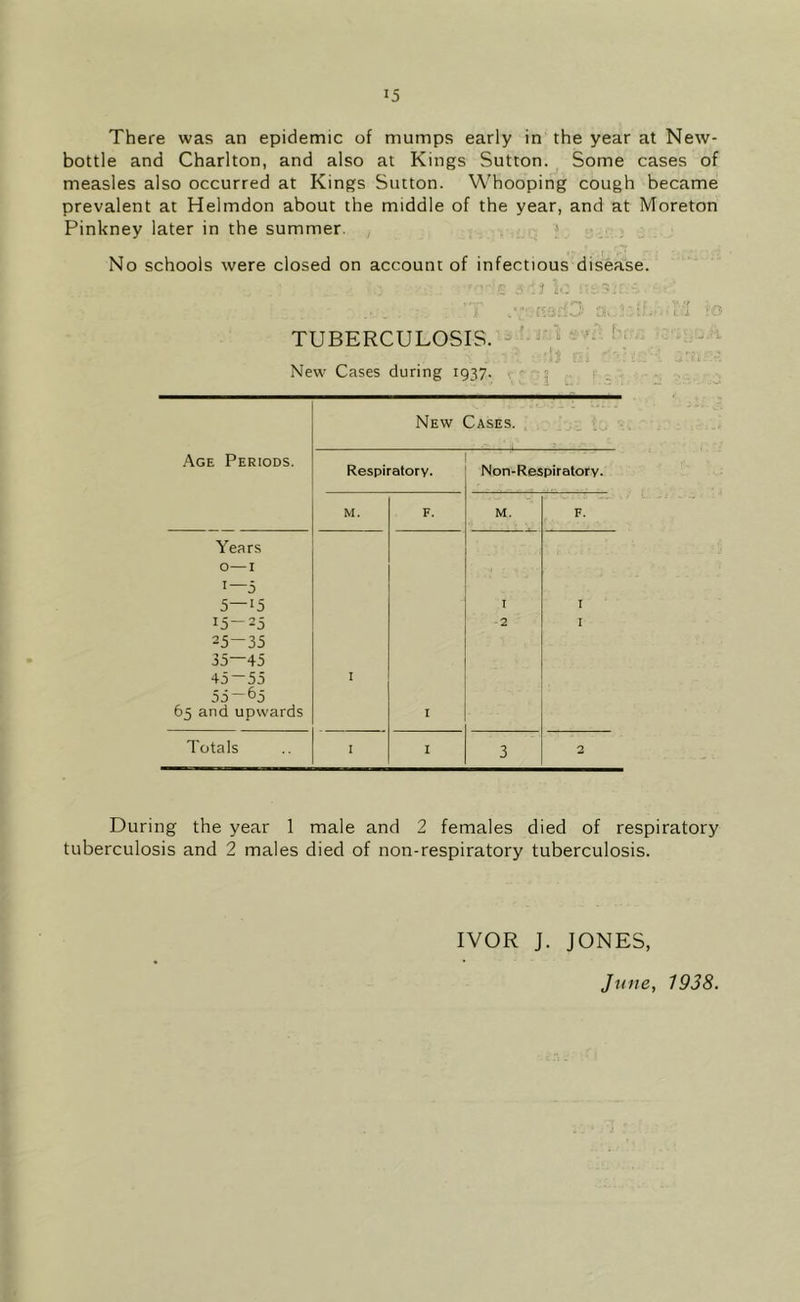 15
There was an epidemic of mumps early in the year at New-
bottle and Charlton, and also at Kings Sutton. Some cases of
measles also occurred at Kings Sutton. Whooping cough became
prevalent at Helmdon about the middle of the year, and at Moreton
Pinkney later in the summer.
No schools were closed on account of infectious disease.
TUBERCULOSIS.
New Cases during 1937.
New Cases.
Age Periods.
Respiratory. Non-Respiratory.
M. F. M. F.
Years
0—1
1—5
5—15 1 1
15—25 2 1
25—35
35—45
45—55 1
55—65
65 and upwards 1
Totals .. 1 1 3 2
During the year 1 male and 2 females died of respiratory
tuberculosis and 2 males died of non-respiratory tuberculosis.
IVOR J. JONES,
June, 1938.